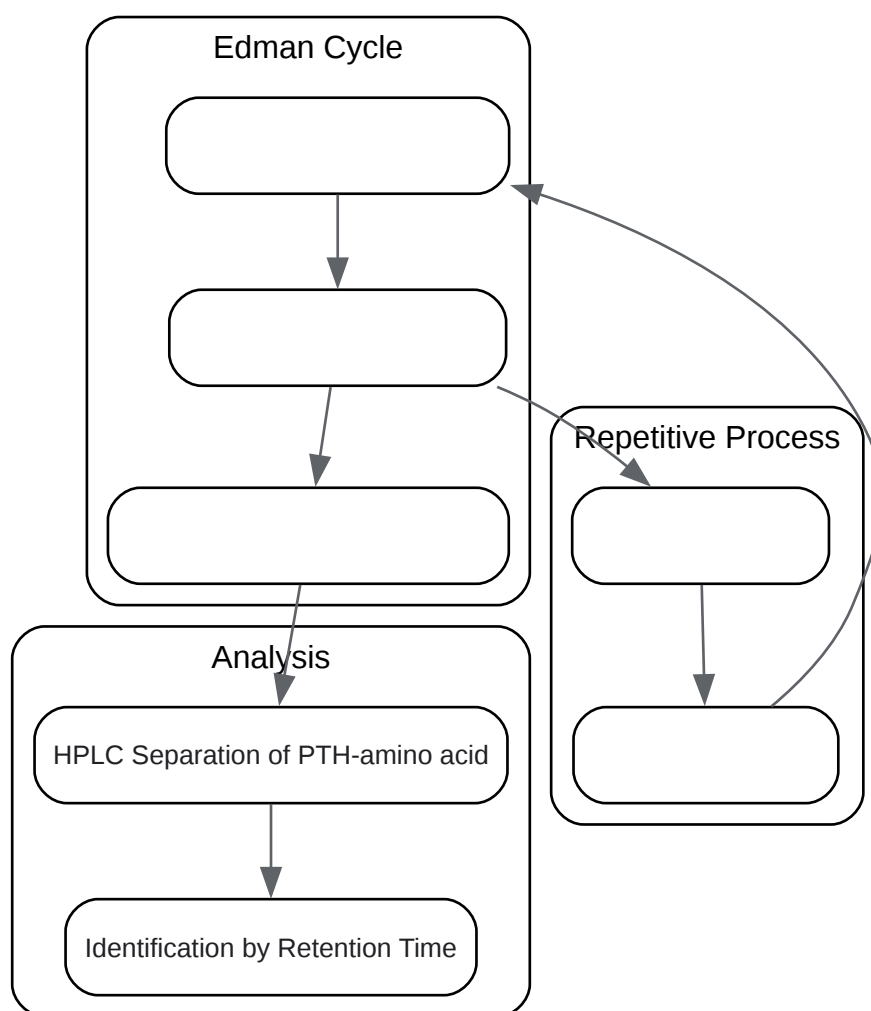 Edman Cycle
Repetitive Process
Analysis
HPLC Separation of PTH-amino acid
Identification by Retention Time